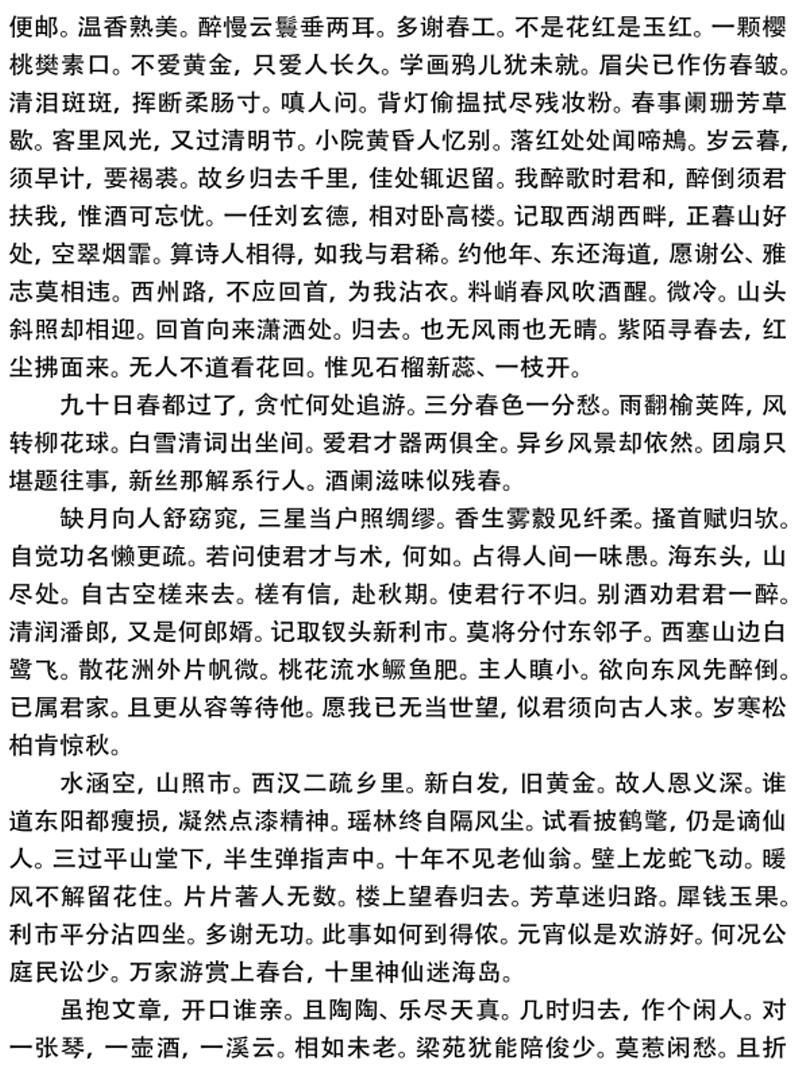 便邮。温香熟美。醉慢云鬟垂两耳。多谢春工。不是花红是玉红。一颗樱
桃樊素口。不爱黄金，只爱人长久。学画鸦儿犹未就。眉尖已作伤春皱。
清泪斑斑，挥断柔肠寸。嗔人问。背灯偷揾拭尽残妆粉。春事阑珊芳草
歇。客里风光，又过清明节。小院黄昏人忆别。落红处处闻啼鴂。岁云暮，
须早计，要褐裘。故乡归去千里，佳处辄迟留。我醉歌时君和，醉倒须君
扶我，惟酒可忘忧。一任刘玄德，相对卧高楼。记取西湖西畔，正暮山好
处，空翠烟霏。算诗人相得，如我与君稀。约他年、东还海道，愿谢公、雅
志莫相违。西州路，不应回首，为我沾衣。料峭春风吹酒醒。微冷。山头
斜照却相迎。回首向来潇洒处。归去。也无风雨也无晴。紫陌寻春去，红
尘拂面来。无人不道看花回。惟见石榴新蕊、一枝开。
九十日春都过了，贪忙何处追游。三分春色一分愁。雨翻榆荚阵，风
转柳花球。白雪清词出坐间。爱君才器两俱全。异乡风景却依然。团扇只
堪题往事，新丝那解系行人。酒阑滋味似残春。
缺月向人舒窈窕，三星当户照绸缪。香生雾縠见纤柔。搔首赋归欤。
自觉功名懒更疏。若问使君才与术，何如。占得人间一味愚。海东头，山
尽处。自古空槎来去。槎有信，赴秋期。使君行不归。别酒劝君君一醉。
清润潘郎，又是何郎婿。记取钗头新利市。莫将分付东邻子。西塞山边白
鹭飞。散花洲外片帆微。桃花流水鳜鱼肥。主人瞋小。欲向东风先醉倒。
已属君家。且更从容等待他。愿我已无当世望，似君须向古人求。岁寒松
柏肯惊秋。
水涵空，山照市。西汉二疏乡里。新白发，旧黄金。故人恩义深。谁
道东阳都瘦损，凝然点漆精神。瑶林终自隔风尘。试看披鹤氅，仍是谪仙
人。三过平山堂下，半生弹指声中。十年不见老仙翁。壁上龙蛇飞动。暖
风不解留花住。片片著人无数。楼上望春归去。芳草迷归路。犀钱玉果。
利市平分沾四坐。多谢无功。此事如何到得侬。元宵似是欢游好。何况公
庭民讼少。万家游赏上春台，十里神仙迷海岛。
虽抱文章，开口谁亲。且陶陶、乐尽天真。几时归去，作个闲人。对
一张琴，一壶酒，一溪云。相如未老。梁苑犹能陪俊少。莫惹闲愁。且折